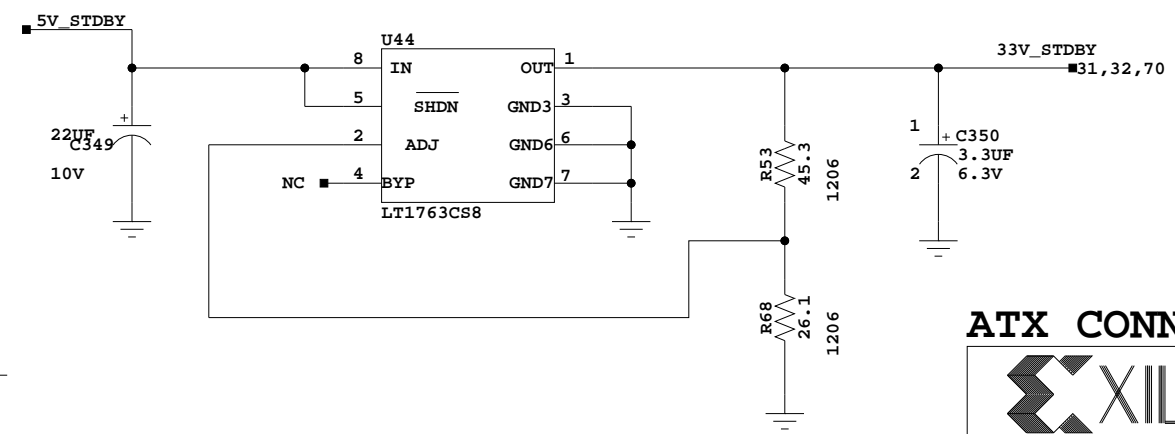 5V_STDBY
22UF
C349
10V
U44
8 IN
5 SHDN
2 ADJ
4 BYP
NC
OUT 1
GND3 3
GND6 6
GND7 7
LT1763CS8
R53
45.3
1206
R68
26.1
1206
33V_STDBY
31,32,70
1
+ C350
3.3UF
2 6.3V
+
ATX CONN
XIL